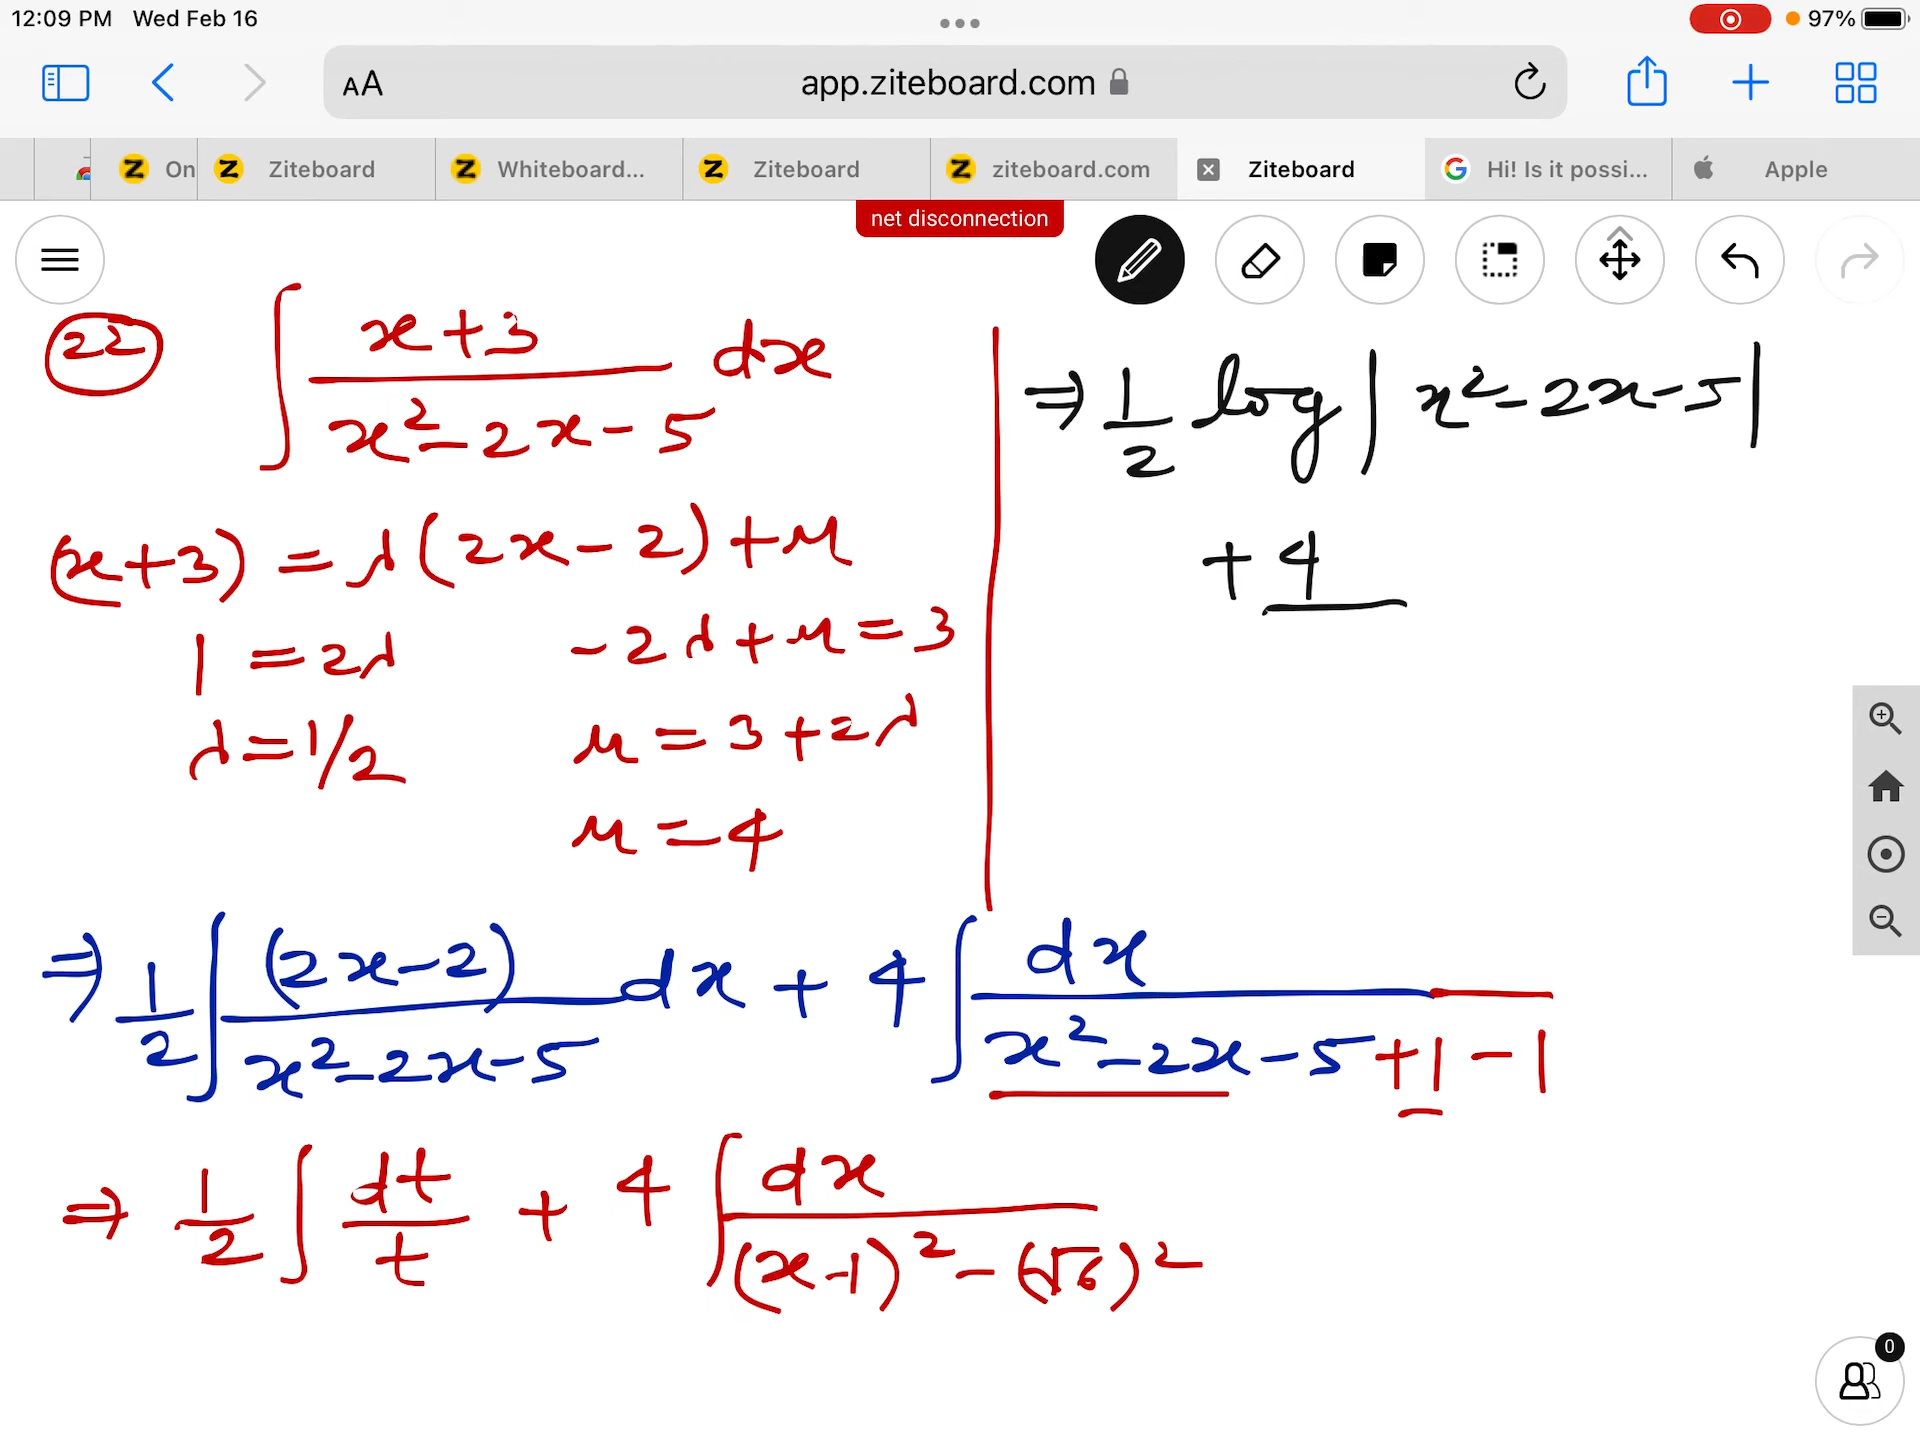 12:09 PM Wed Feb 16 97%
AA app.ziteboard.com
On Ziteboard Whiteboard... Ziteboard ziteboard.com Ziteboard Hi! Is it possi... Apple
net disconnection
22 ∫ (x+3)/(x²-2x-5) dx
(x+3) = λ(2x-2)+μ
1 = 2λ -2λ+μ=3
λ=1/2 μ = 3+2λ
μ = 4
⇒ 1/2 log|x²-2x-5|
+ 4
⇒ 1/2 ∫ (2x-2)/(x²-2x-5) dx + 4 ∫ dx/(x²-2x-5+1-1)
⇒ 1/2 ∫ dt/t + 4 ∫ dx/((x-1)²-(√6)²)
0